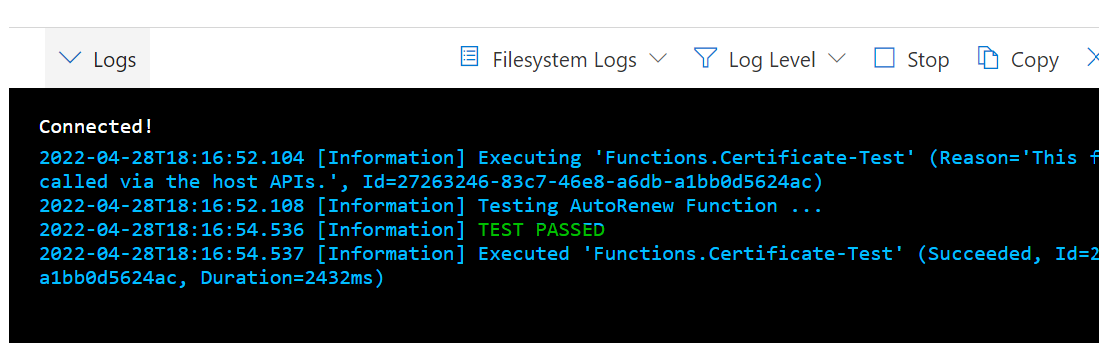 Logs Filesystem Logs Log Level Stop Copy
Connected!
2022-04-28T18:16:52.104 [Information] Executing 'Functions.Certificate-Test' (Reason='This f
called via the host APIs.', Id=27263246-83c7-46e8-a6db-a1bb0d5624ac)
2022-04-28T18:16:52.108 [Information] Testing AutoRenew Function ...
2022-04-28T18:16:54.536 [Information] TEST PASSED
2022-04-28T18:16:54.537 [Information] Executed 'Functions.Certificate-Test' (Succeeded, Id=2
a1bb0d5624ac, Duration=2432ms)